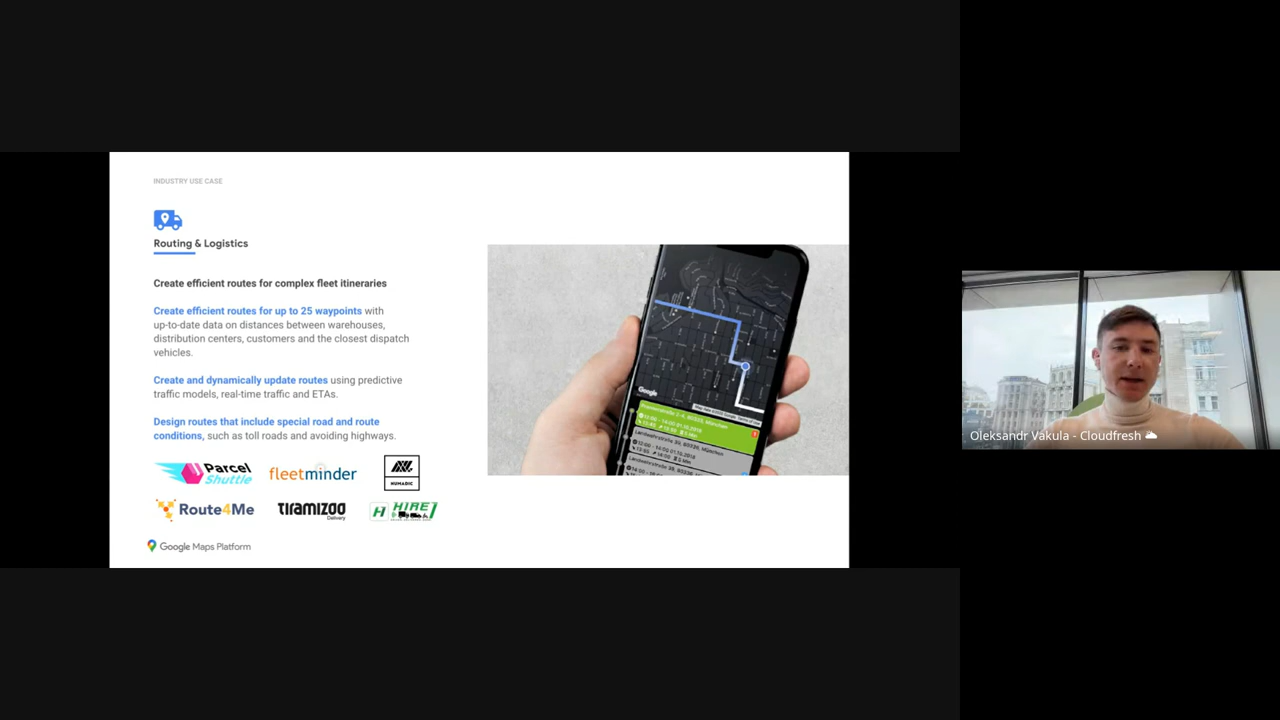 INDUSTRY USE CASE
Routing & Logistics
Create efficient routes for complex fleet itineraries
Create efficient routes for up to 25 waypoints with
up-to-date data on distances between warehouses,
distribution centers, customers and the closest dispatch
vehicles.
Create and dynamically update routes using predictive
traffic models, real-time traffic and ETAs.
Design routes that include special road and route
conditions, such as toll roads and avoiding highways.
Parcel
Shuttle
fleetminder
HUMADIC
Route4Me
tiramizoo
Delivery
H HIRE
Google Maps Platform
Google
Oleksandr Vakula - Cloudfresh